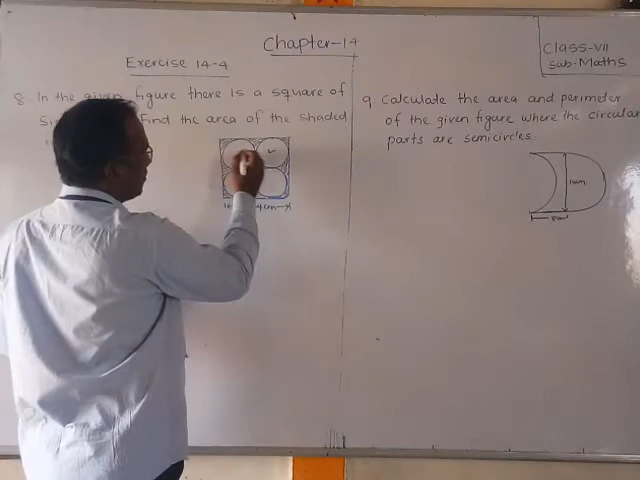 Chapter-14
Class-VII
Sub-Maths
Exercise 14-4
8. In the given figure there is a square of
find the area of the shaded
4cm
9 Calculate the area and perimeter
of the given figure where the circular
parts are semicircles.